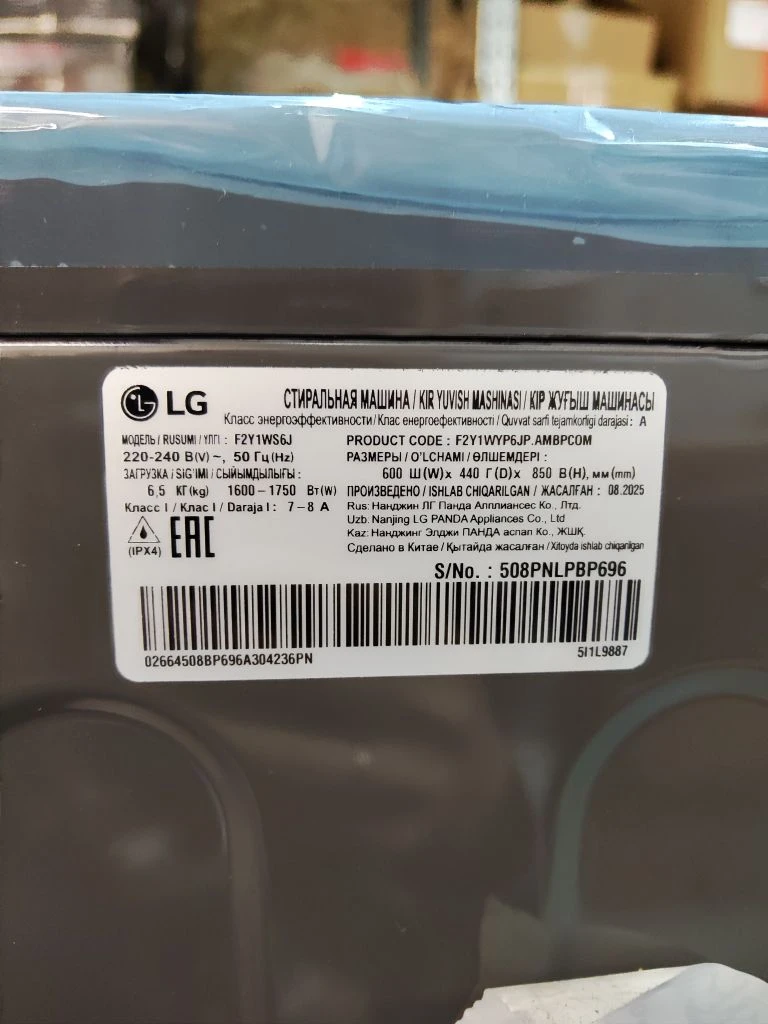 LG
СТИРАЛЬНАЯ МАШИНА / KIR YUVISH MASHINASI / КІР ЖУҒЫШ МАШИНАСЫ
Класс энергоэффективности/ Клас енергоефективності / Quvvat sarfi tejamkorligi darajasi: A
МОДЕЛЬ / RUSUMI / ҮЛГІ : F2Y1WS6J
PRODUCT CODE : F2Y1WYP6JP.AMBPCOM
220-240 В(V) ~, 50 Гц(Hz)
РАЗМЕРЫ / O'LCHAMI / ӨЛШЕМДЕРІ :
ЗАГРУЗКА / SIG'IMI / СЫЙЫМДЫЛЫҒЫ :
600 Ш(W)x 440 Г(D)x 850 В(H), мм(mm)
6,5 КГ(kg) 1600-1750 Вт(W)
ПРОИЗВЕДЕНО / ISHLAB CHIQARILGAN / ЖАСАЛҒАН : 08.2025
Класс I / Клас I / Daraja I : 7-8 A
Rus: Нанджин ЛГ Панда Апплиансес Ко., Лтд.
Uzb: Nanjing LG PANDA Appliances Co., Ltd
Kaz: Нанджинг Элджи ПАНДА аспап Ко., ЖШҚ.
(IPX4) EAC
Сделано в Китае / Қытайда жасалған / Xitoyda ishlab chiqarilgan
S/No. : 508PNLPBP696
02664508BP696A304236PN
5I1L9887